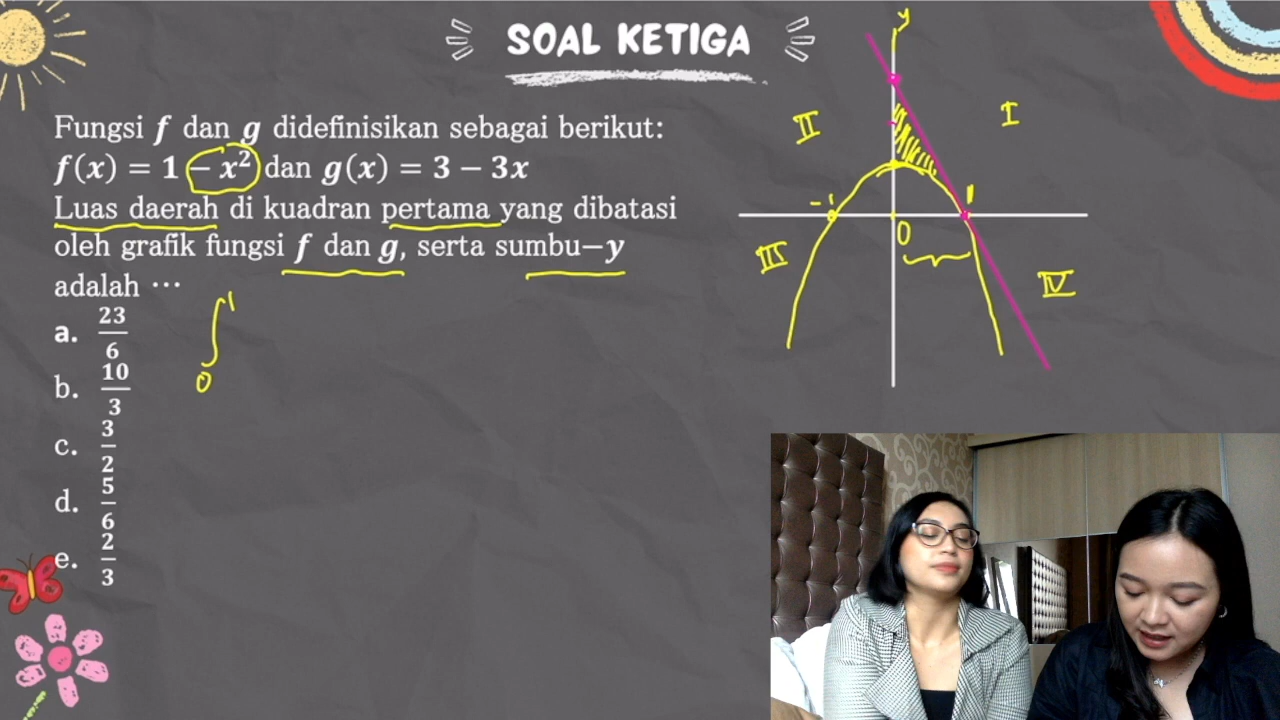 SOAL KETIGA
Fungsi f dan g didefinisikan sebagai berikut:
f(x) = 1 − x² dan g(x) = 3 − 3x
Luas daerah di kuadran pertama yang dibatasi
oleh grafik fungsi f dan g, serta sumbu−y
adalah ⋯
a. 23/6
b. 10/3
c. 3/2
d. 5/6
e. 2/3
∫ 1
0
y
II I
-1 1
0
III IV